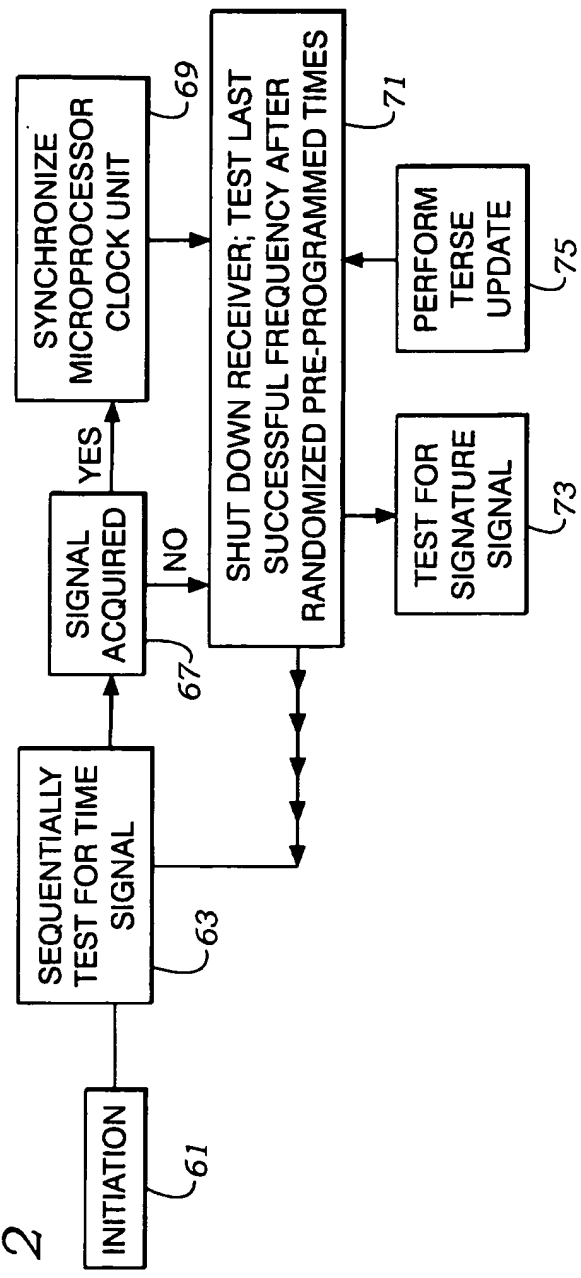 2
INITIATION
61
SEQUENTIALLY
TEST FOR TIME
SIGNAL
63
SIGNAL
ACQUIRED
67
YES
NO
SYNCHRONIZE
MICROPROCESSOR
CLOCK UNIT
69
SHUT DOWN RECEIVER; TEST LAST
SUCCESSFUL FREQUENCY AFTER
RANDOMIZED PRE-PROGRAMMED TIMES
71
TEST FOR
SIGNATURE
SIGNAL
73
PERFORM
TERSE
UPDATE
75